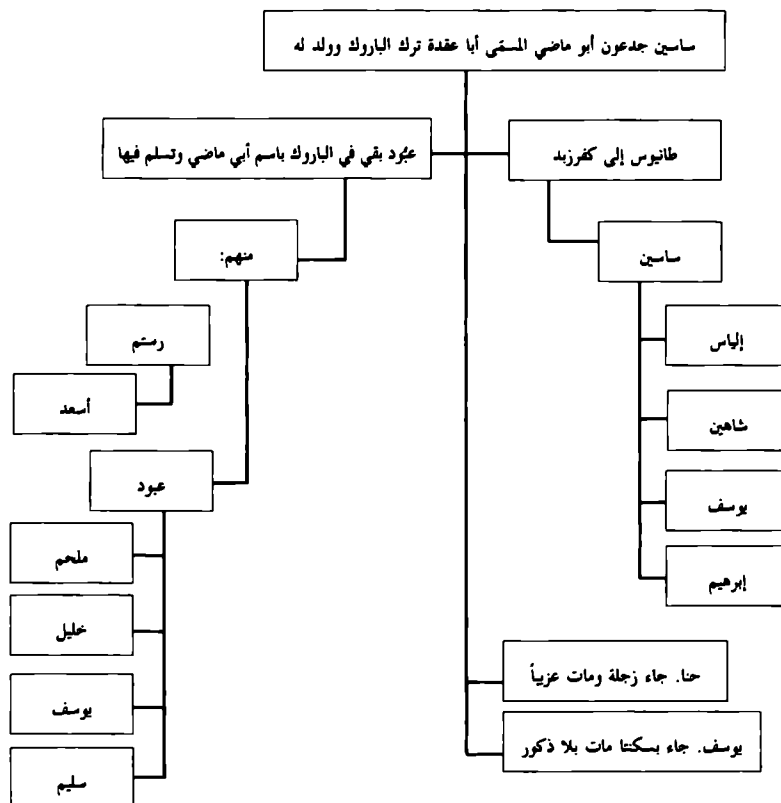 ساسين جدعون أبو ماضي المسمّى أبا عقدة ترك الباروك وولد له
طانيوس إلى كفرزبد
عبُود بقي في الباروك باسم أبي ماضي وتسلم فيها
ساسين
منهم:
إلياس
شاهين
يوسف
إبرهيم
رستم
أسعد
عبود
ملحم
خليل
يوسف
سليم
حنا. جاء زجلة ومات عزيباً
يوسف. جاء بسكنتا مات بلا ذكور